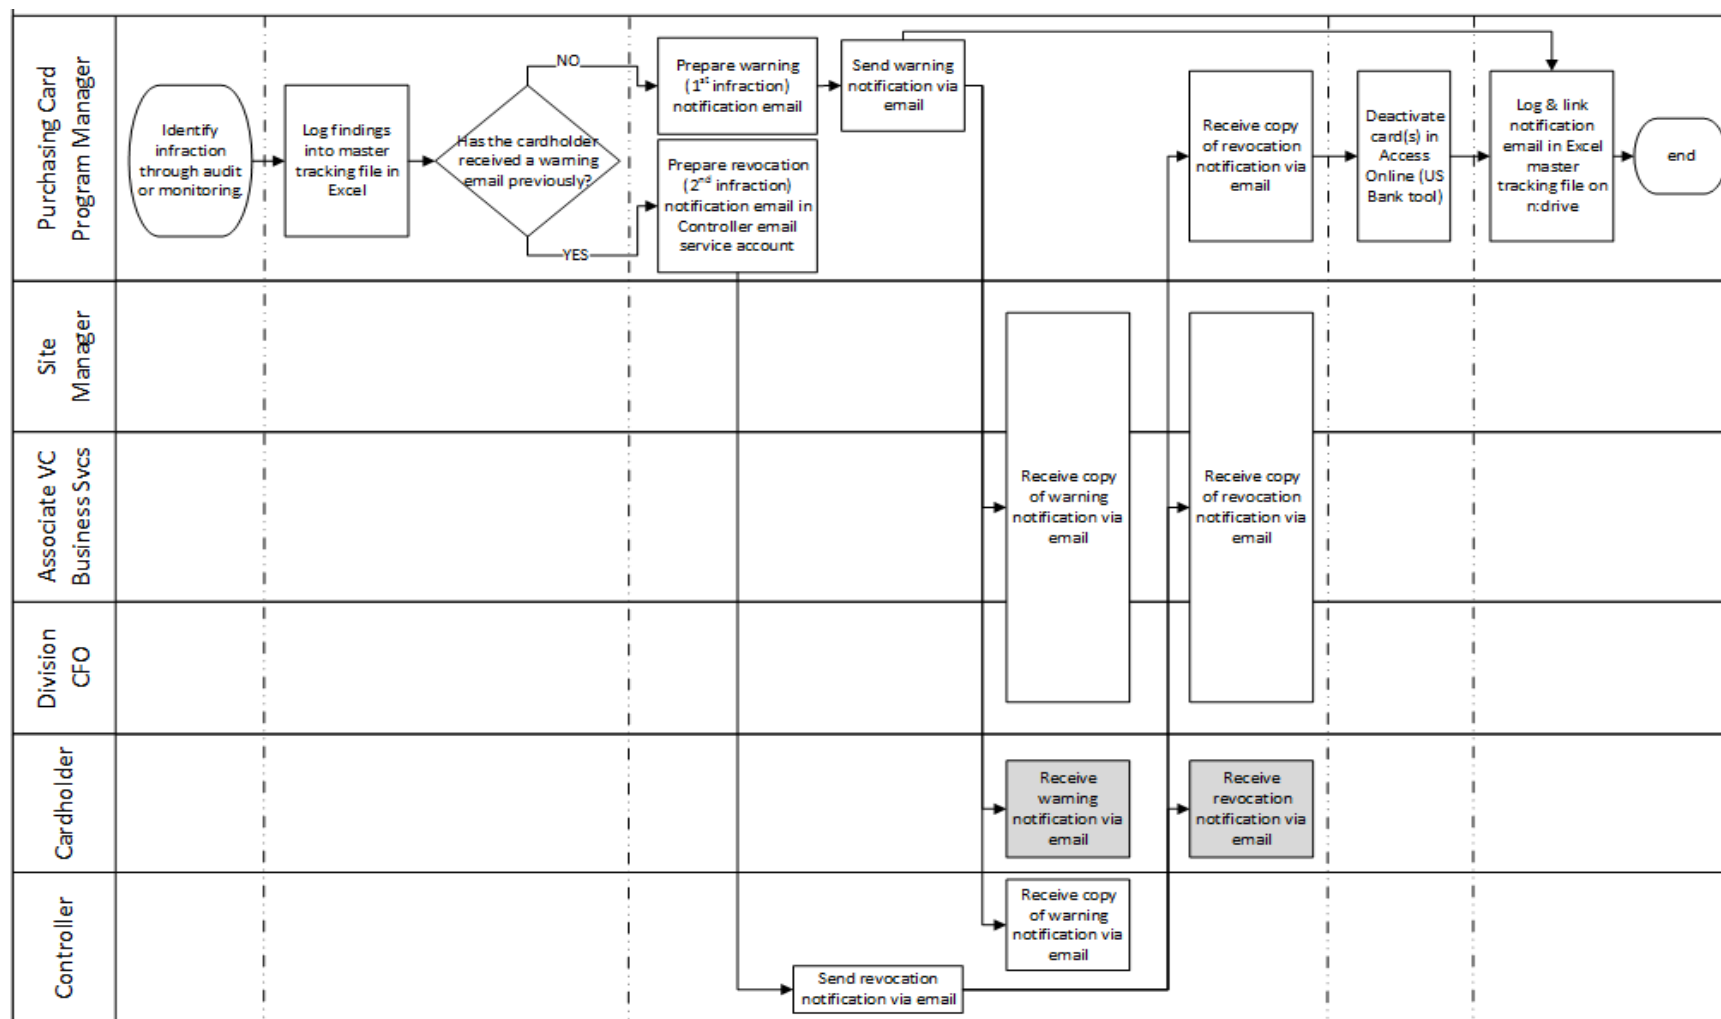 Purchasing Card
Program Manager
Identify
infraction
through audit
or monitoring.
Log findings
into master
tracking file in
Excel
Has the cardholder
received a warning
email previously?
NO
YES
Prepare warning
(1st infraction)
notification email
Prepare revocation
(2nd infraction)
notification email in
Controller email
service account
Send warning
notification via
email
Receive copy
of revocation
notification via
email
Deactivate
card(s) in
Access
Online (US
Bank tool)
Log & link
notification
email in Excel
master
tracking file on
n:drive
end
Site
Manager
Associate VC
Business Svcs
Receive copy
of warning
notification via
email
Receive copy
of revocation
notification via
email
Division
CFO
Cardholder
Receive
warning
notification via
email
Receive
revocation
notification via
email
Controller
Receive copy
of warning
notification via
email
Send revocation
notification via email